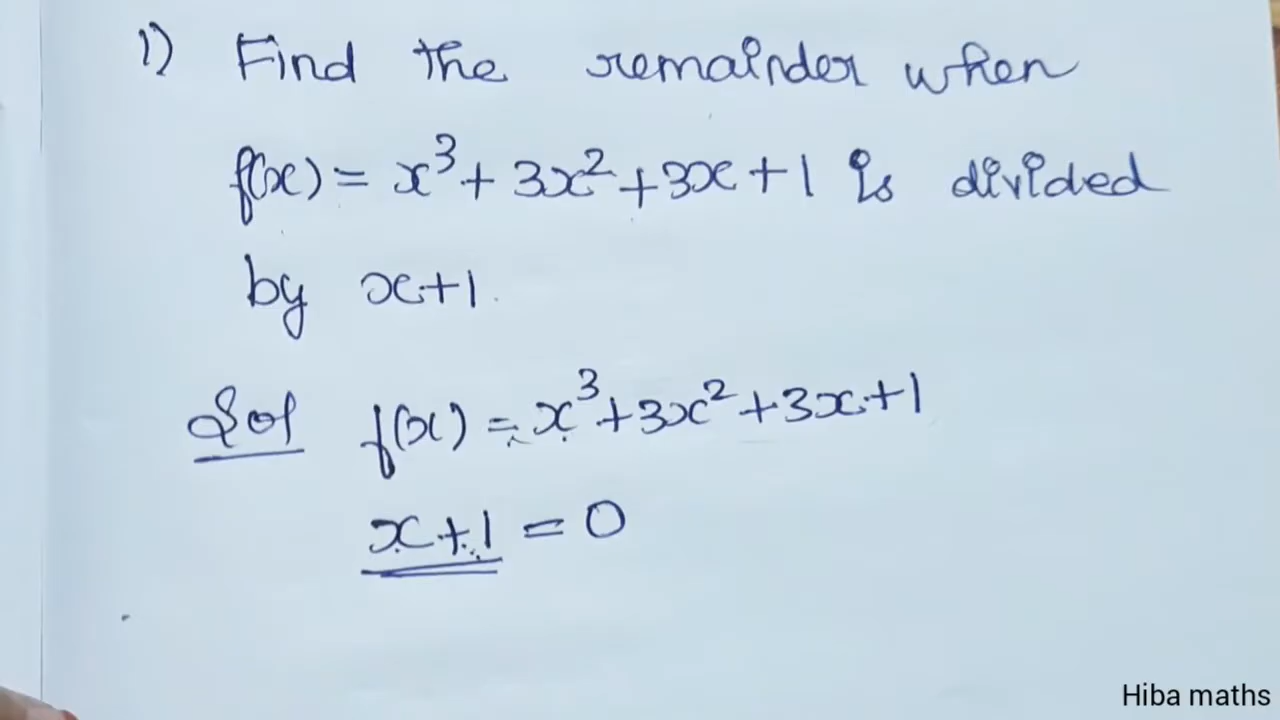 1) Find the remainder when
f(x) = x³ + 3x² + 3x + 1 is divided
by x+1.
Sol f(x) = x³ + 3x² + 3x + 1
x+1 = 0
Hiba maths